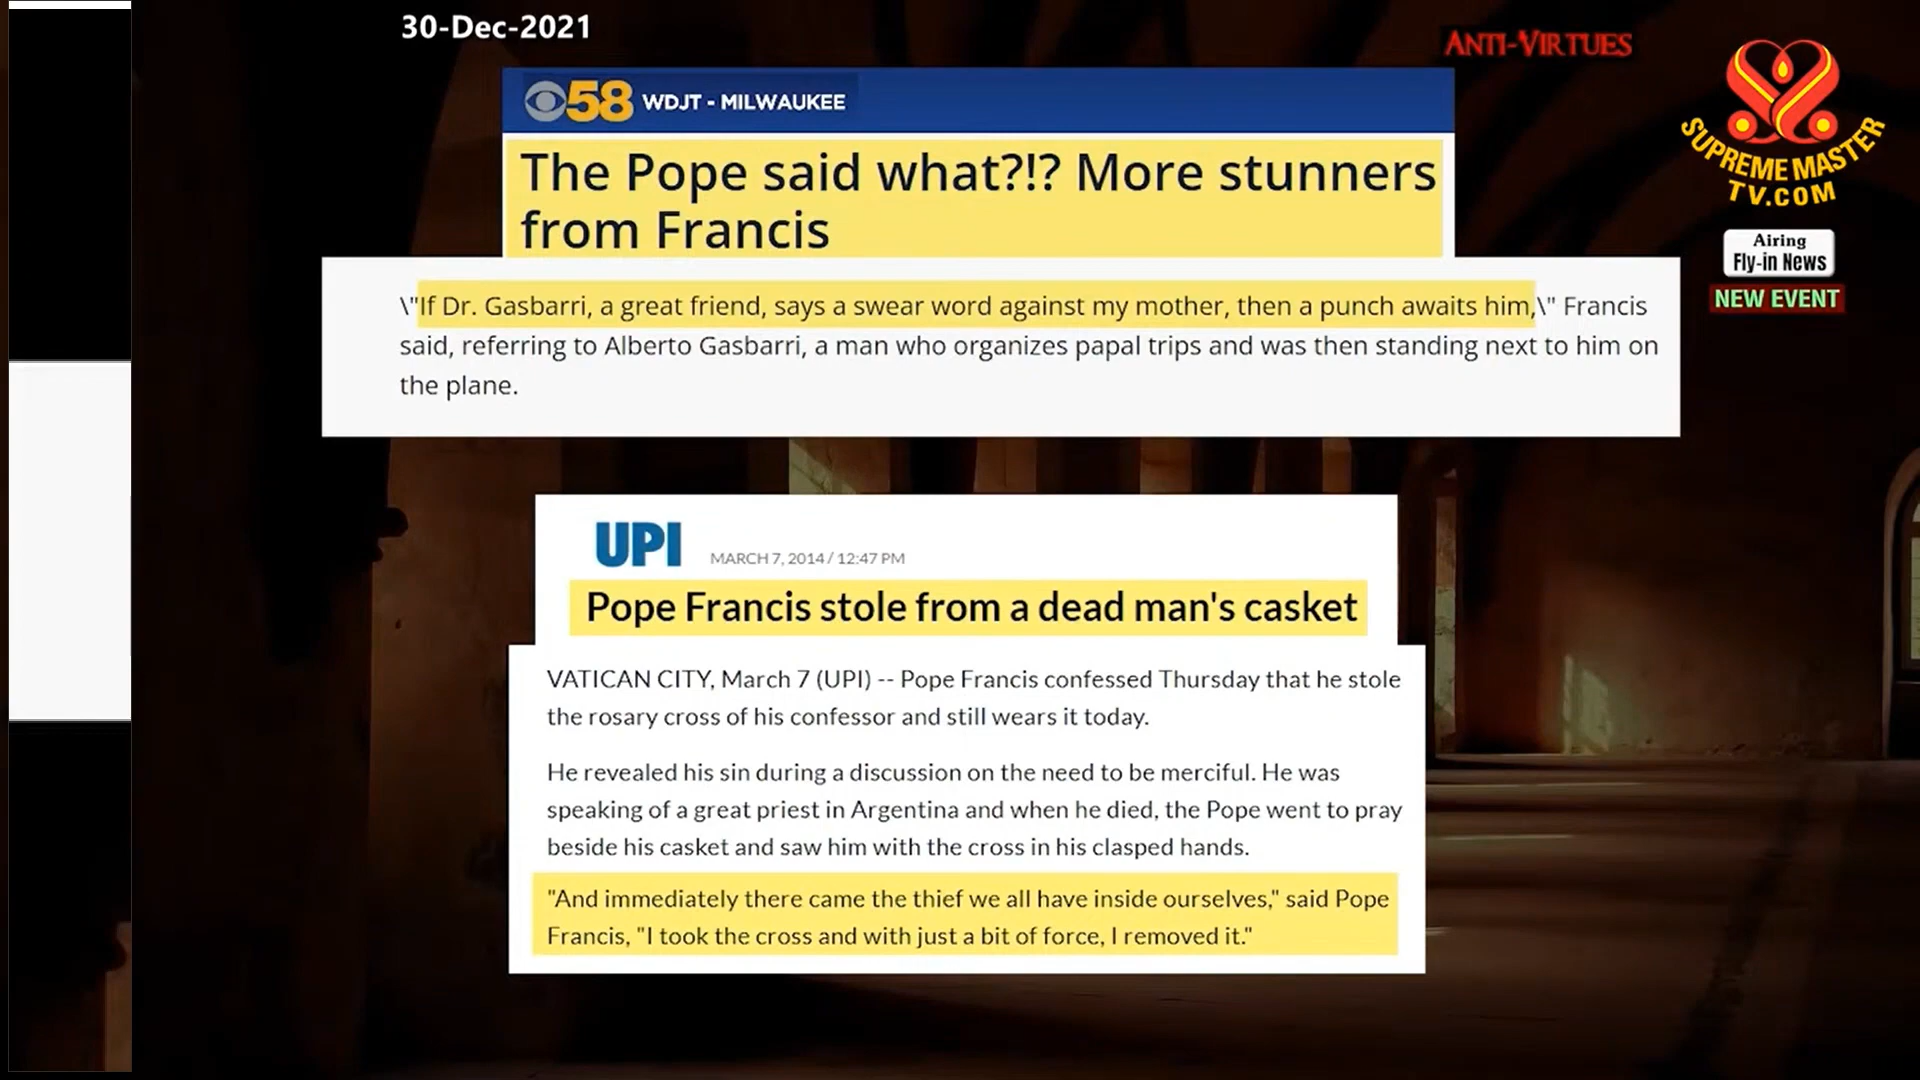 30-Dec-2021
ANTI-VIRTUES
SUPREME MASTER
TV.COM
Airing
Fly-in News
NEW EVENT
58 WDJT - MILWAUKEE
The Pope said what?!? More stunners
from Francis
\"If Dr. Gasbarri, a great friend, says a swear word against my mother, then a punch awaits him,\" Francis
said, referring to Alberto Gasbarri, a man who organizes papal trips and was then standing next to him on
the plane.
UPI MARCH 7, 2014 / 12:47 PM
Pope Francis stole from a dead man's casket
VATICAN CITY, March 7 (UPI) -- Pope Francis confessed Thursday that he stole
the rosary cross of his confessor and still wears it today.
He revealed his sin during a discussion on the need to be merciful. He was
speaking of a great priest in Argentina and when he died, the Pope went to pray
beside his casket and saw him with the cross in his clasped hands.
"And immediately there came the thief we all have inside ourselves," said Pope
Francis, "I took the cross and with just a bit of force, I removed it."